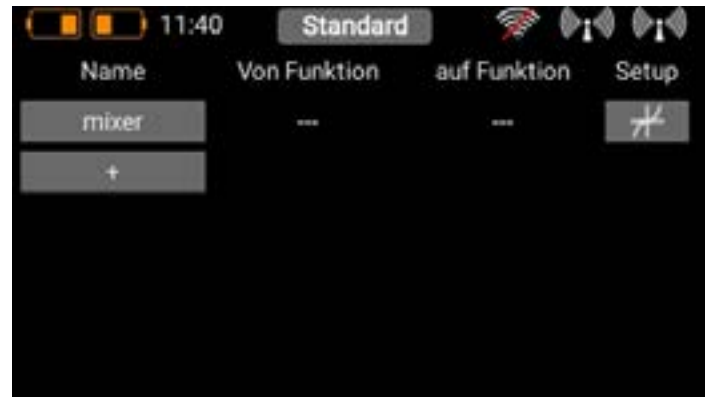 11:40 Standard
Name Von Funktion auf Funktion Setup
mixer --- ---
+